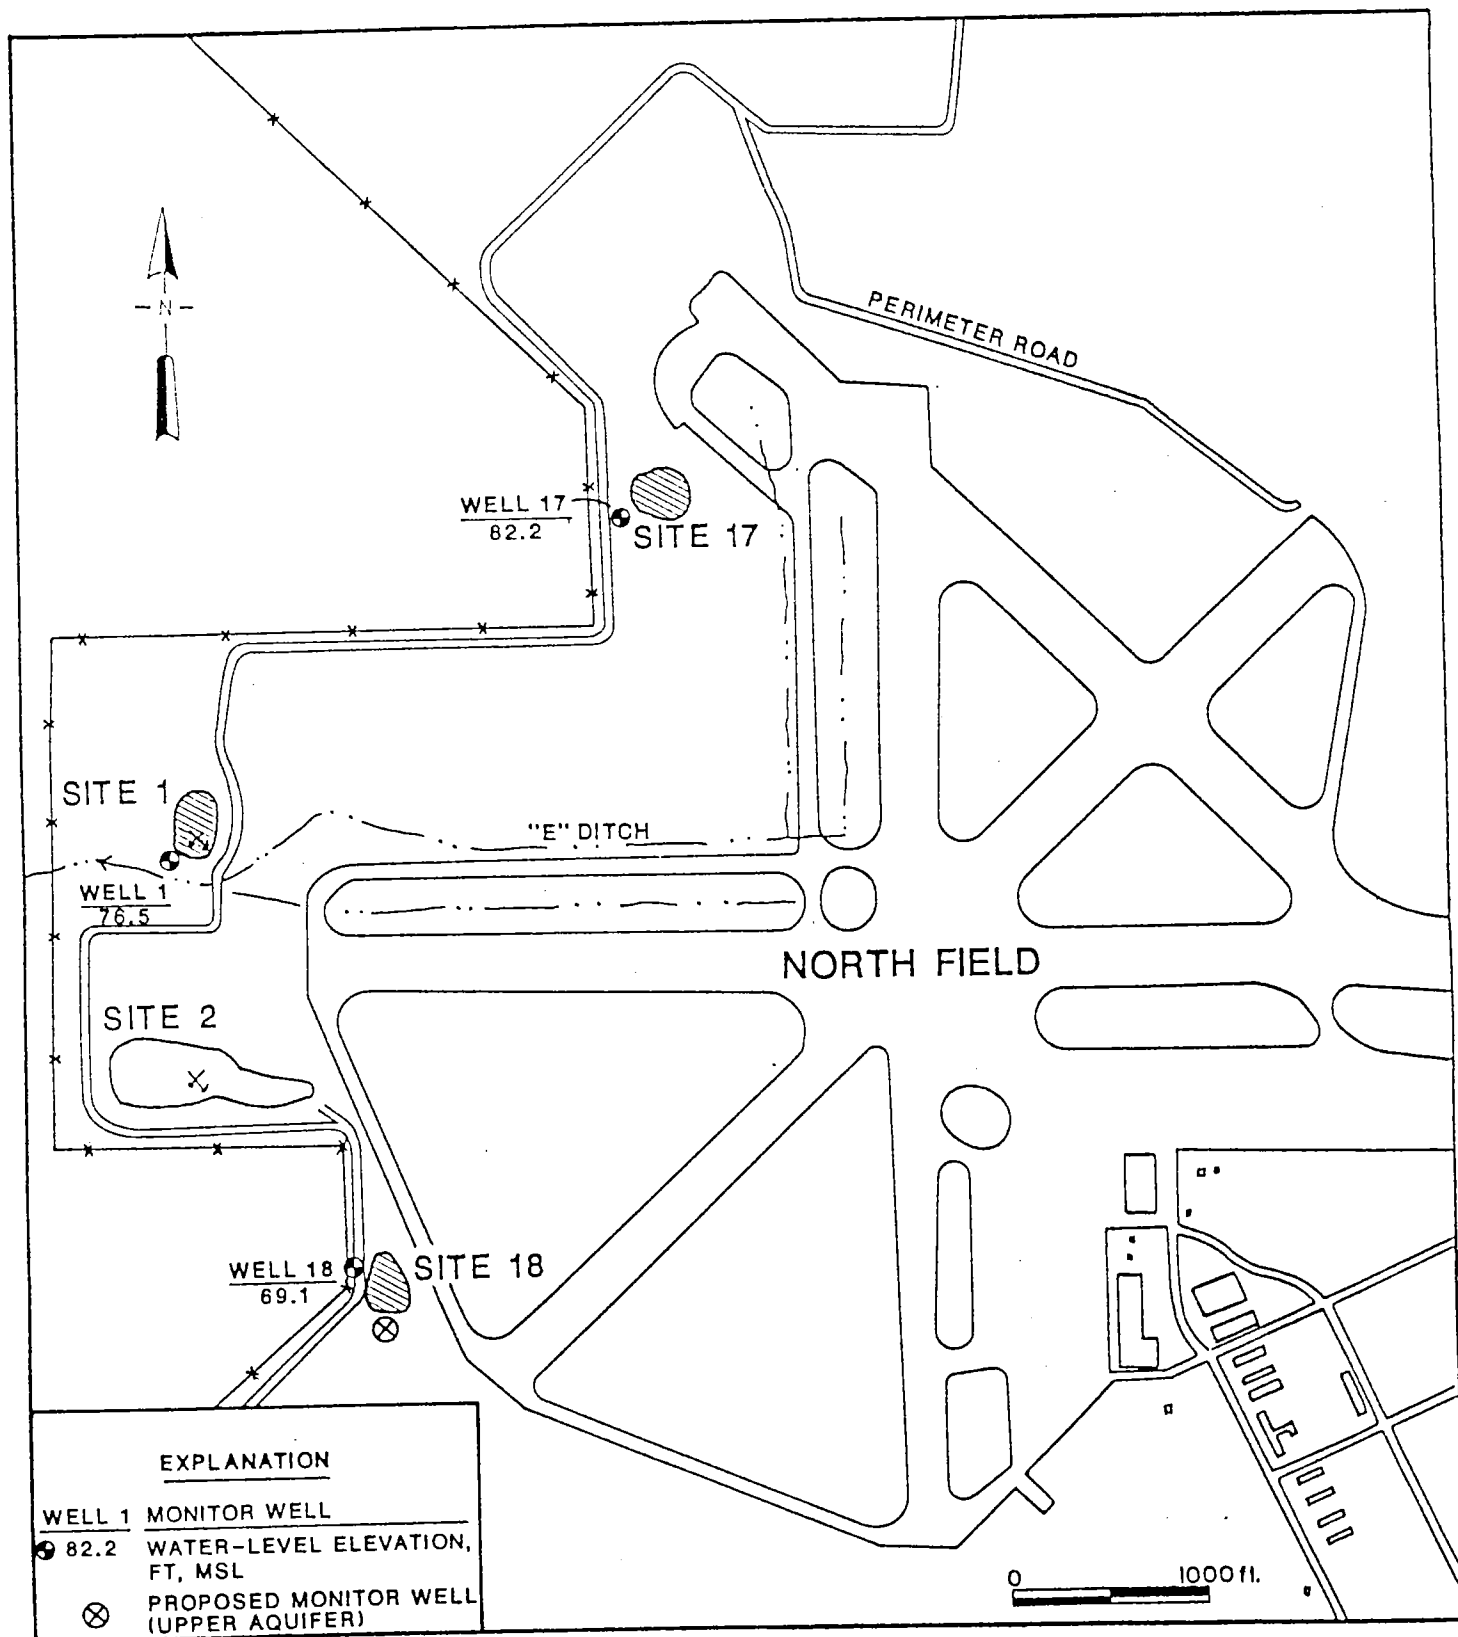 N
PERIMETER ROAD
WELL 17
82.2
SITE 17
SITE 1
"E" DITCH
WELL 1
76.5
NORTH FIELD
SITE 2
WELL 18
69.1
SITE 18
EXPLANATION
WELL 1 MONITOR WELL
82.2 WATER-LEVEL ELEVATION,
FT, MSL
PROPOSED MONITOR WELL
(UPPER AQUIFER)
0 1000 ft.